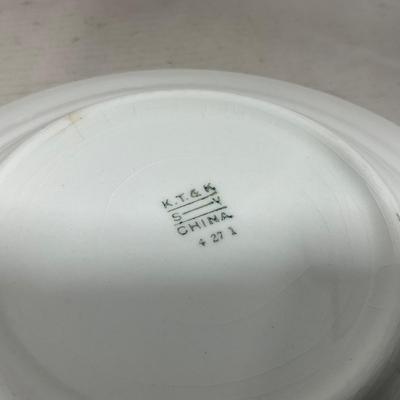 K.T.& K
S—V
CHINA
4 27 1